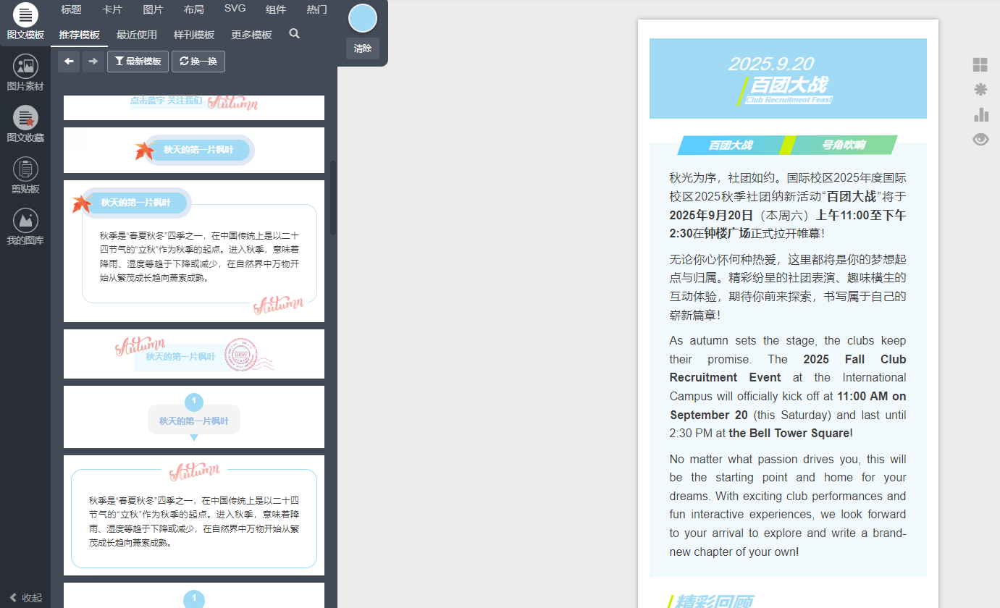 图文模板
图片素材
图文收藏
剪贴板
我的图库
收起
标题 卡片 图片 布局 SVG 组件 热门
推荐模板 最近使用 样刊模板 更多模板
最新模板 换一换
清除
点击蓝字 关注我们 Autumn
秋天的第一片枫叶
秋天的第一片枫叶
秋季是“春夏秋冬”四季之一，在中国传统上是以二十
四节气的“立秋”作为秋季的起点。进入秋季，意味着
降雨、湿度等趋于下降或减少，在自然界中万物开
始从繁茂成长趋向萧索成熟。
Autumn
Autumn
秋天的第一片枫叶
LUCKY
1
秋天的第一片枫叶
Autumn
秋季是“春夏秋冬”四季之一，在中国传统上是以二十四
节气的“立秋”作为秋季的起点。进入秋季，意味着降
雨、湿度等趋于下降或减少，在自然界中万物开始从繁
茂成长趋向萧索成熟。
1
2025.9.20
百团大战
Club Recruitment Feast
百团大战 号角吹响
秋光为序，社团如约。国际校区2025年度国际
校区2025秋季社团纳新活动“百团大战”将于
2025年9月20日（本周六）上午11:00至下午
2:30在钟楼广场正式拉开帷幕！
无论你心怀何种热爱，这里都将是你的梦想起
点与归属。精彩纷呈的社团表演、趣味横生的
互动体验，期待你前来探索，书写属于自己的
崭新篇章！
As autumn sets the stage, the clubs keep
their promise. The 2025 Fall Club
Recruitment Event at the International
Campus will officially kick off at 11:00 AM on
September 20 (this Saturday) and last until
2:30 PM at the Bell Tower Square!
No matter what passion drives you, this will
be the starting point and home for your
dreams. With exciting club performances and
fun interactive experiences, we look forward
to your arrival to explore and write a brand-
new chapter of your own!
精彩回顾